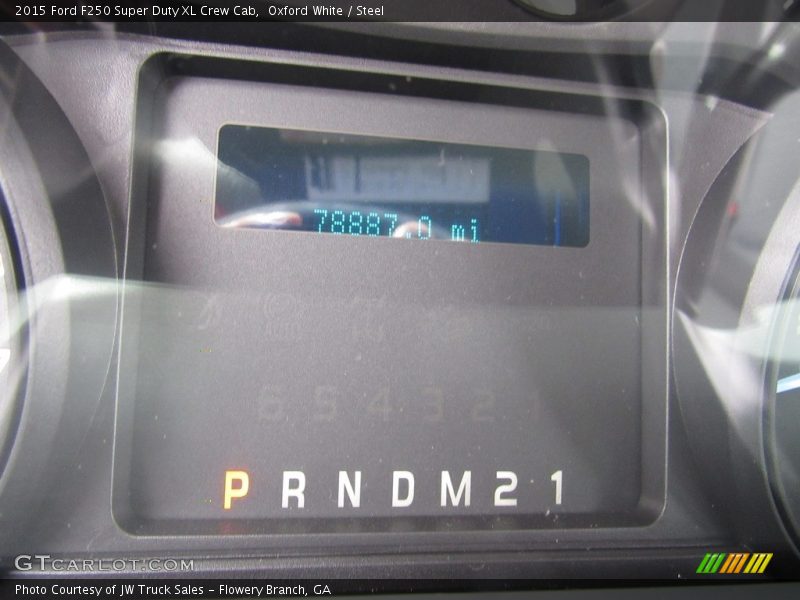 2015 Ford F250 Super Duty XL Crew Cab,  Oxford White / Steel
78887.0 mi
6 5 4 3 2 1
P R N D M 2 1
GTCARLOT.COM
Photo Courtesy of JW Truck Sales - Flowery Branch, GA